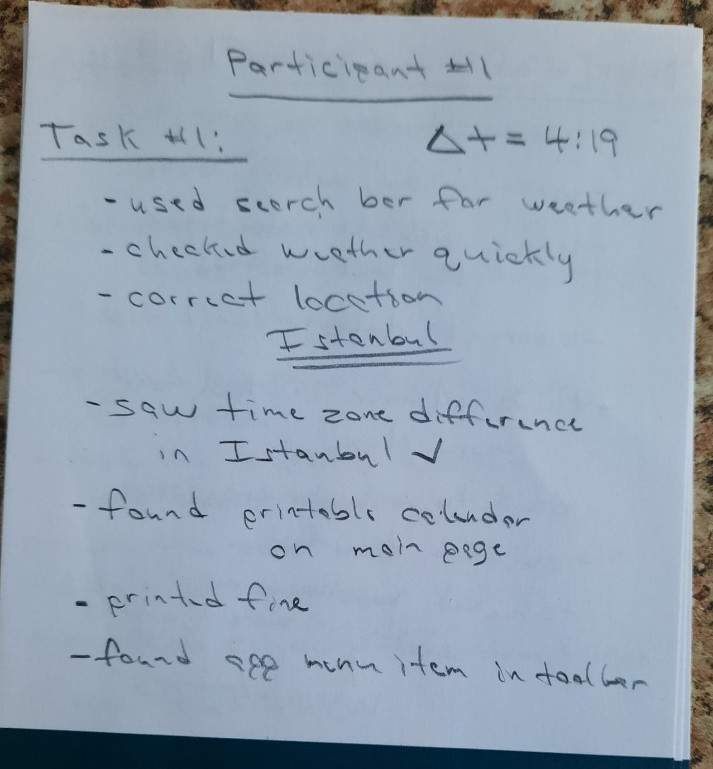 Participant #1
Task #1: Δt = 4:19
- used search bar for weather
- checked weather quickly
- correct location
Istanbul
- saw time zone difference
in Istanbul ✓
- found printable calendar
on main page
- printed fine
- found app menu item in toolbar